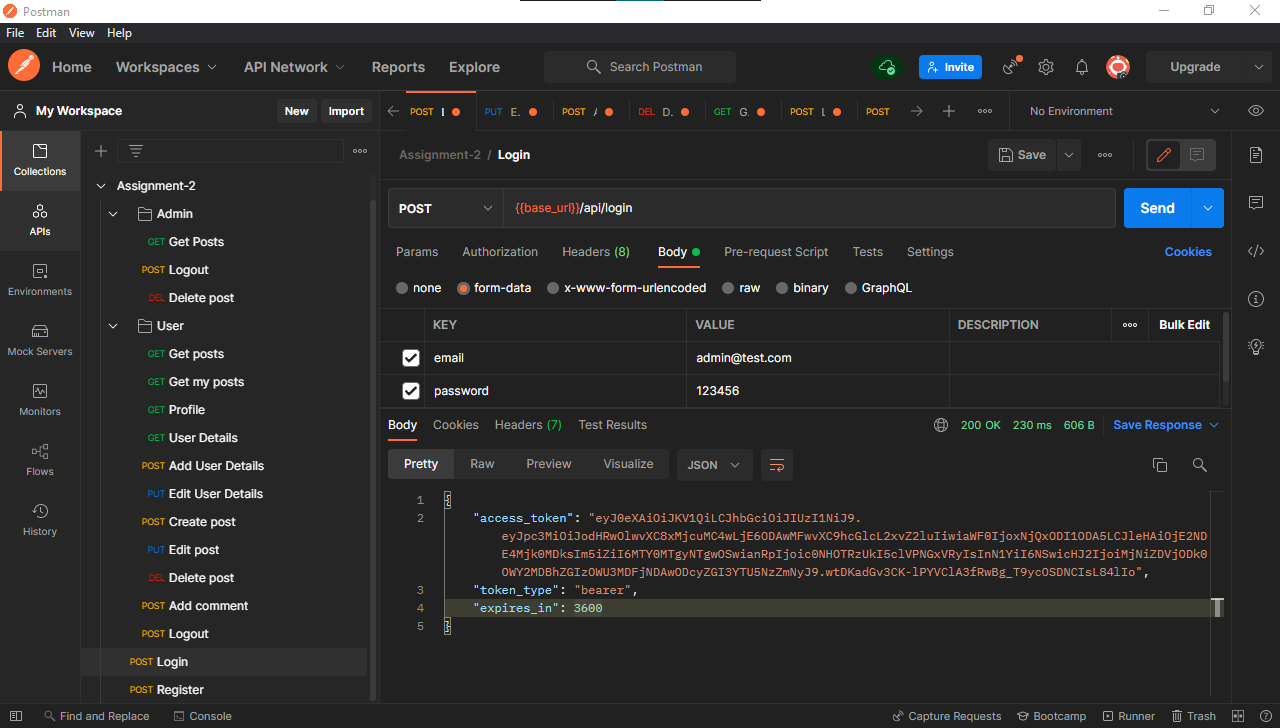 Postman
File Edit View Help
Home Workspaces API Network Reports Explore Search Postman Invite Upgrade
My Workspace New Import
POST PUT E. POST DEL D. GET G. POST POST No Environment
Collections
APIs
Environments
Mock Servers
Monitors
Flows
History
Assignment-2
Admin
GET Get Posts
POST Logout
DEL Delete post
User
GET Get posts
GET Get my posts
GET Profile
GET User Details
POST Add User Details
PUT Edit User Details
POST Create post
PUT Edit post
DEL Delete post
POST Add comment
POST Logout
POST Login
POST Register
Assignment-2 / Login Save
POST {{base_url}}/api/login Send
Params Authorization Headers (8) Body Pre-request Script Tests Settings Cookies
none form-data x-www-form-urlencoded raw binary GraphQL
KEY VALUE DESCRIPTION Bulk Edit
email admin@test.com
password 123456
Body Cookies Headers (7) Test Results 200 OK 230 ms 606 B Save Response
Pretty Raw Preview Visualize JSON
1 {
2 "access_token": "eyJ0eXAiOiJKV1QiLCJhbGciOiJIUzI1NiJ9.
3 "token_type": "bearer",
4 "expires_in": 3600
5 }
Find and Replace Console Capture Requests Bootcamp Runner Trash